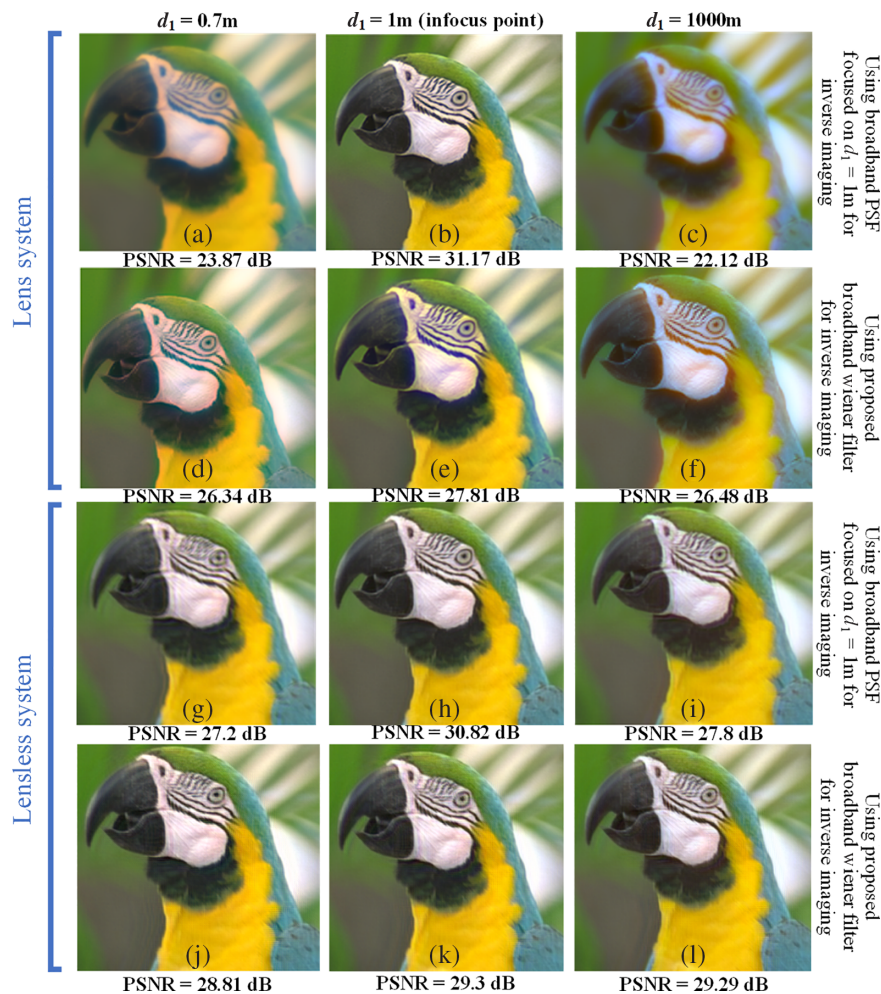 d₁ = 0.7m
d₁ = 1m (infocus point)
d₁ = 1000m
Lens system
(a)
(b)
(c)
Using broadband PSF
focused on d₁ = 1m for
inverse imaging
PSNR = 23.87 dB
PSNR = 31.17 dB
PSNR = 22.12 dB
(d)
(e)
(f)
Using proposed
broadband wiener filter
for inverse imaging
PSNR = 26.34 dB
PSNR = 27.81 dB
PSNR = 26.48 dB
Lensless system
(g)
(h)
(i)
Using broadband PSF
focused on d₁ = 1m for
inverse imaging
PSNR = 27.2 dB
PSNR = 30.82 dB
PSNR = 27.8 dB
(j)
(k)
(l)
Using proposed
broadband wiener filter
for inverse imaging
PSNR = 28.81 dB
PSNR = 29.3 dB
PSNR = 29.29 dB